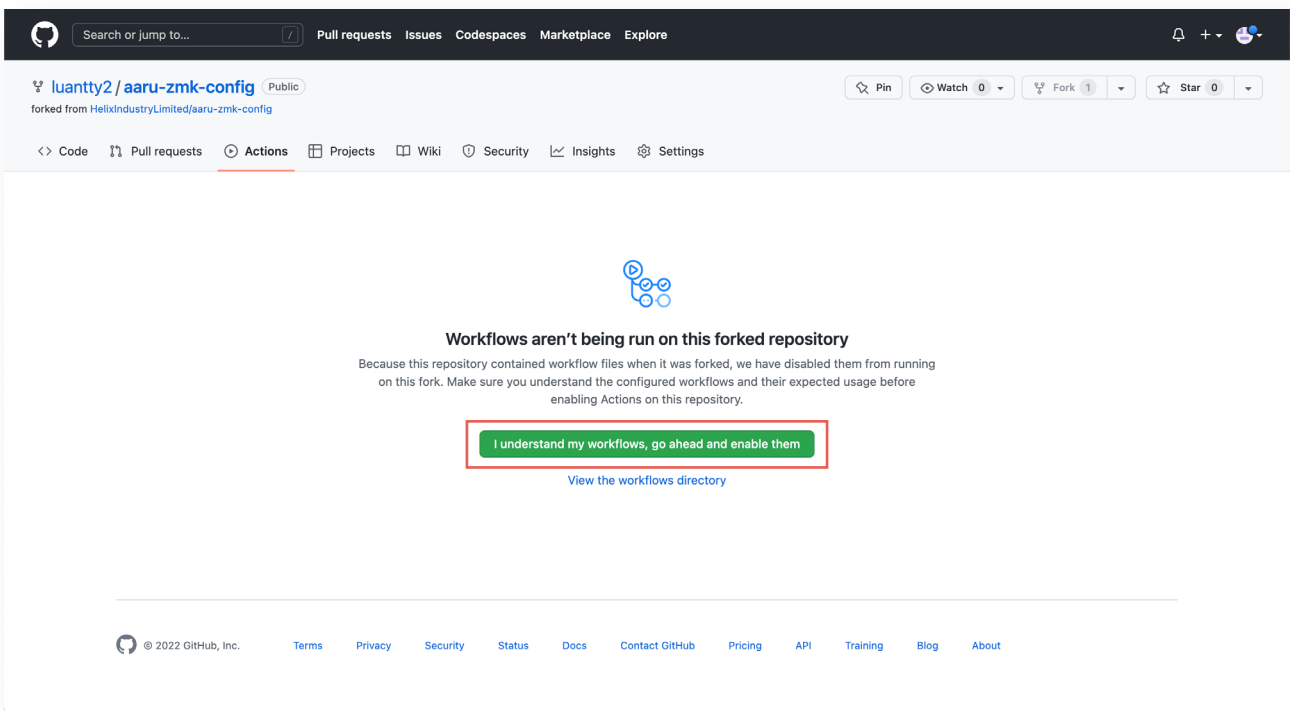 Search or jump to... / Pull requests Issues Codespaces Marketplace Explore
luantty2 / aaru-zmk-config Public Pin Watch 0 Fork 1 Star 0
forked from HelixIndustryLimited/aaru-zmk-config
<> Code Pull requests Actions Projects Wiki Security Insights Settings
Workflows aren’t being run on this forked repository
Because this repository contained workflow files when it was forked, we have disabled them from running
on this fork. Make sure you understand the configured workflows and their expected usage before
enabling Actions on this repository.
I understand my workflows, go ahead and enable them
View the workflows directory
© 2022 GitHub, Inc. Terms Privacy Security Status Docs Contact GitHub Pricing API Training Blog About